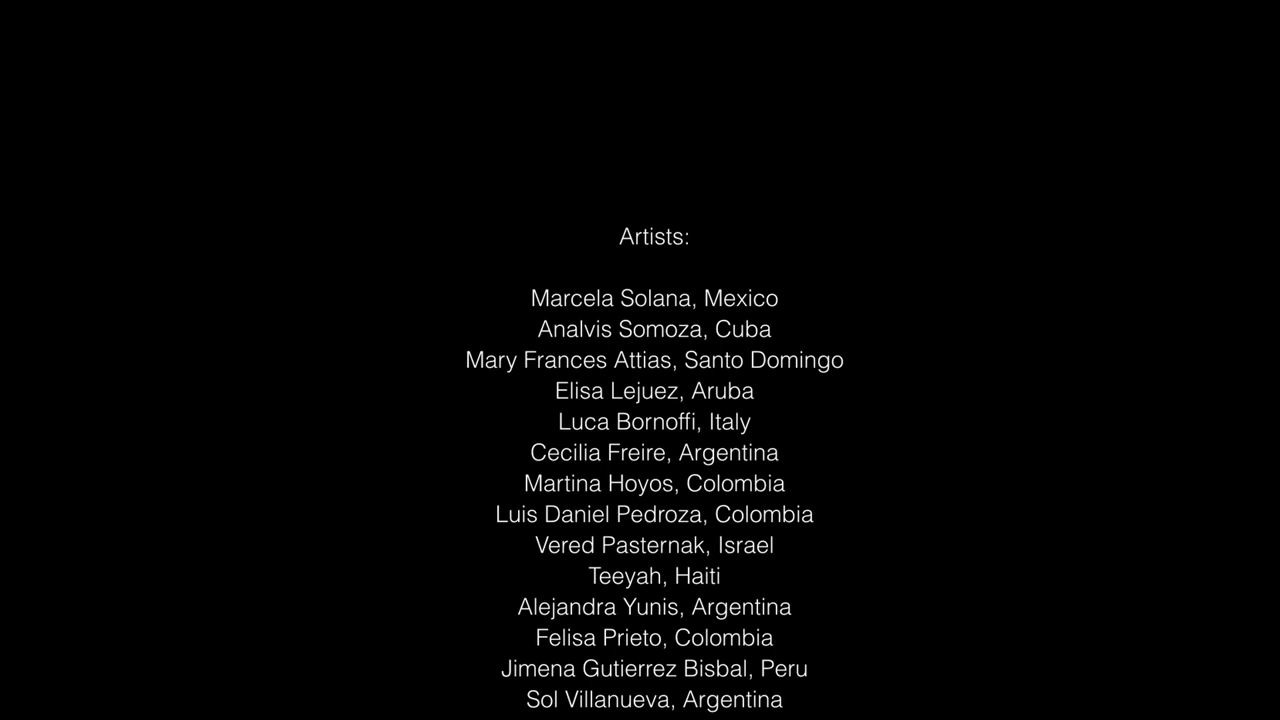 Artists:
Marcela Solana, Mexico
Analvis Somoza, Cuba
Mary Frances Attias, Santo Domingo
Elisa Lejuez, Aruba
Luca Bornoffi, Italy
Cecilia Freire, Argentina
Martina Hoyos, Colombia
Luis Daniel Pedroza, Colombia
Vered Pasternak, Israel
Teeyah, Haiti
Alejandra Yunis, Argentina
Felisa Prieto, Colombia
Jimena Gutierrez Bisbal, Peru
Sol Villanueva, Argentina